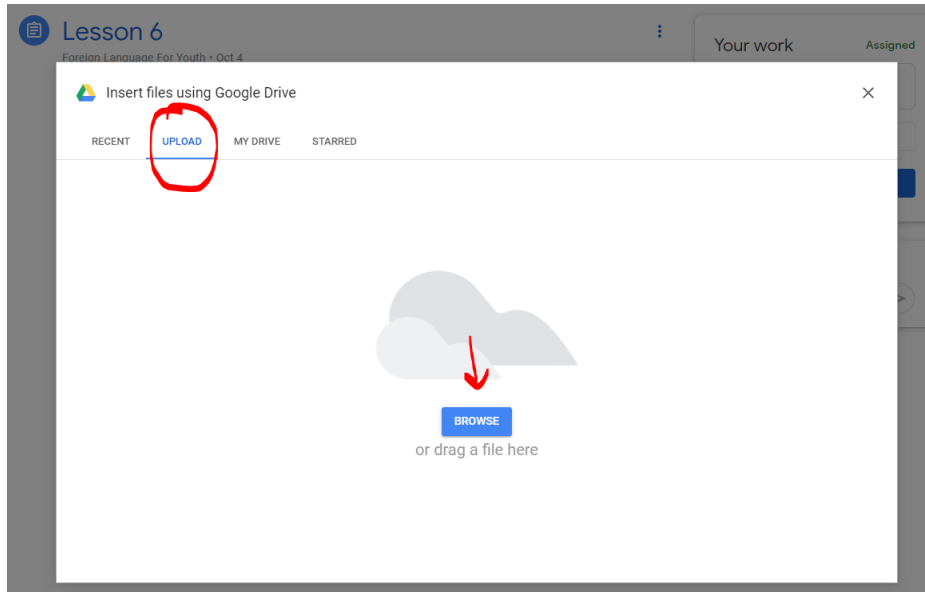 Lesson 6
Foreign Language For Youth • Oct 4
Your work
Assigned
Insert files using Google Drive
RECENT UPLOAD MY DRIVE STARRED
BROWSE
or drag a file here